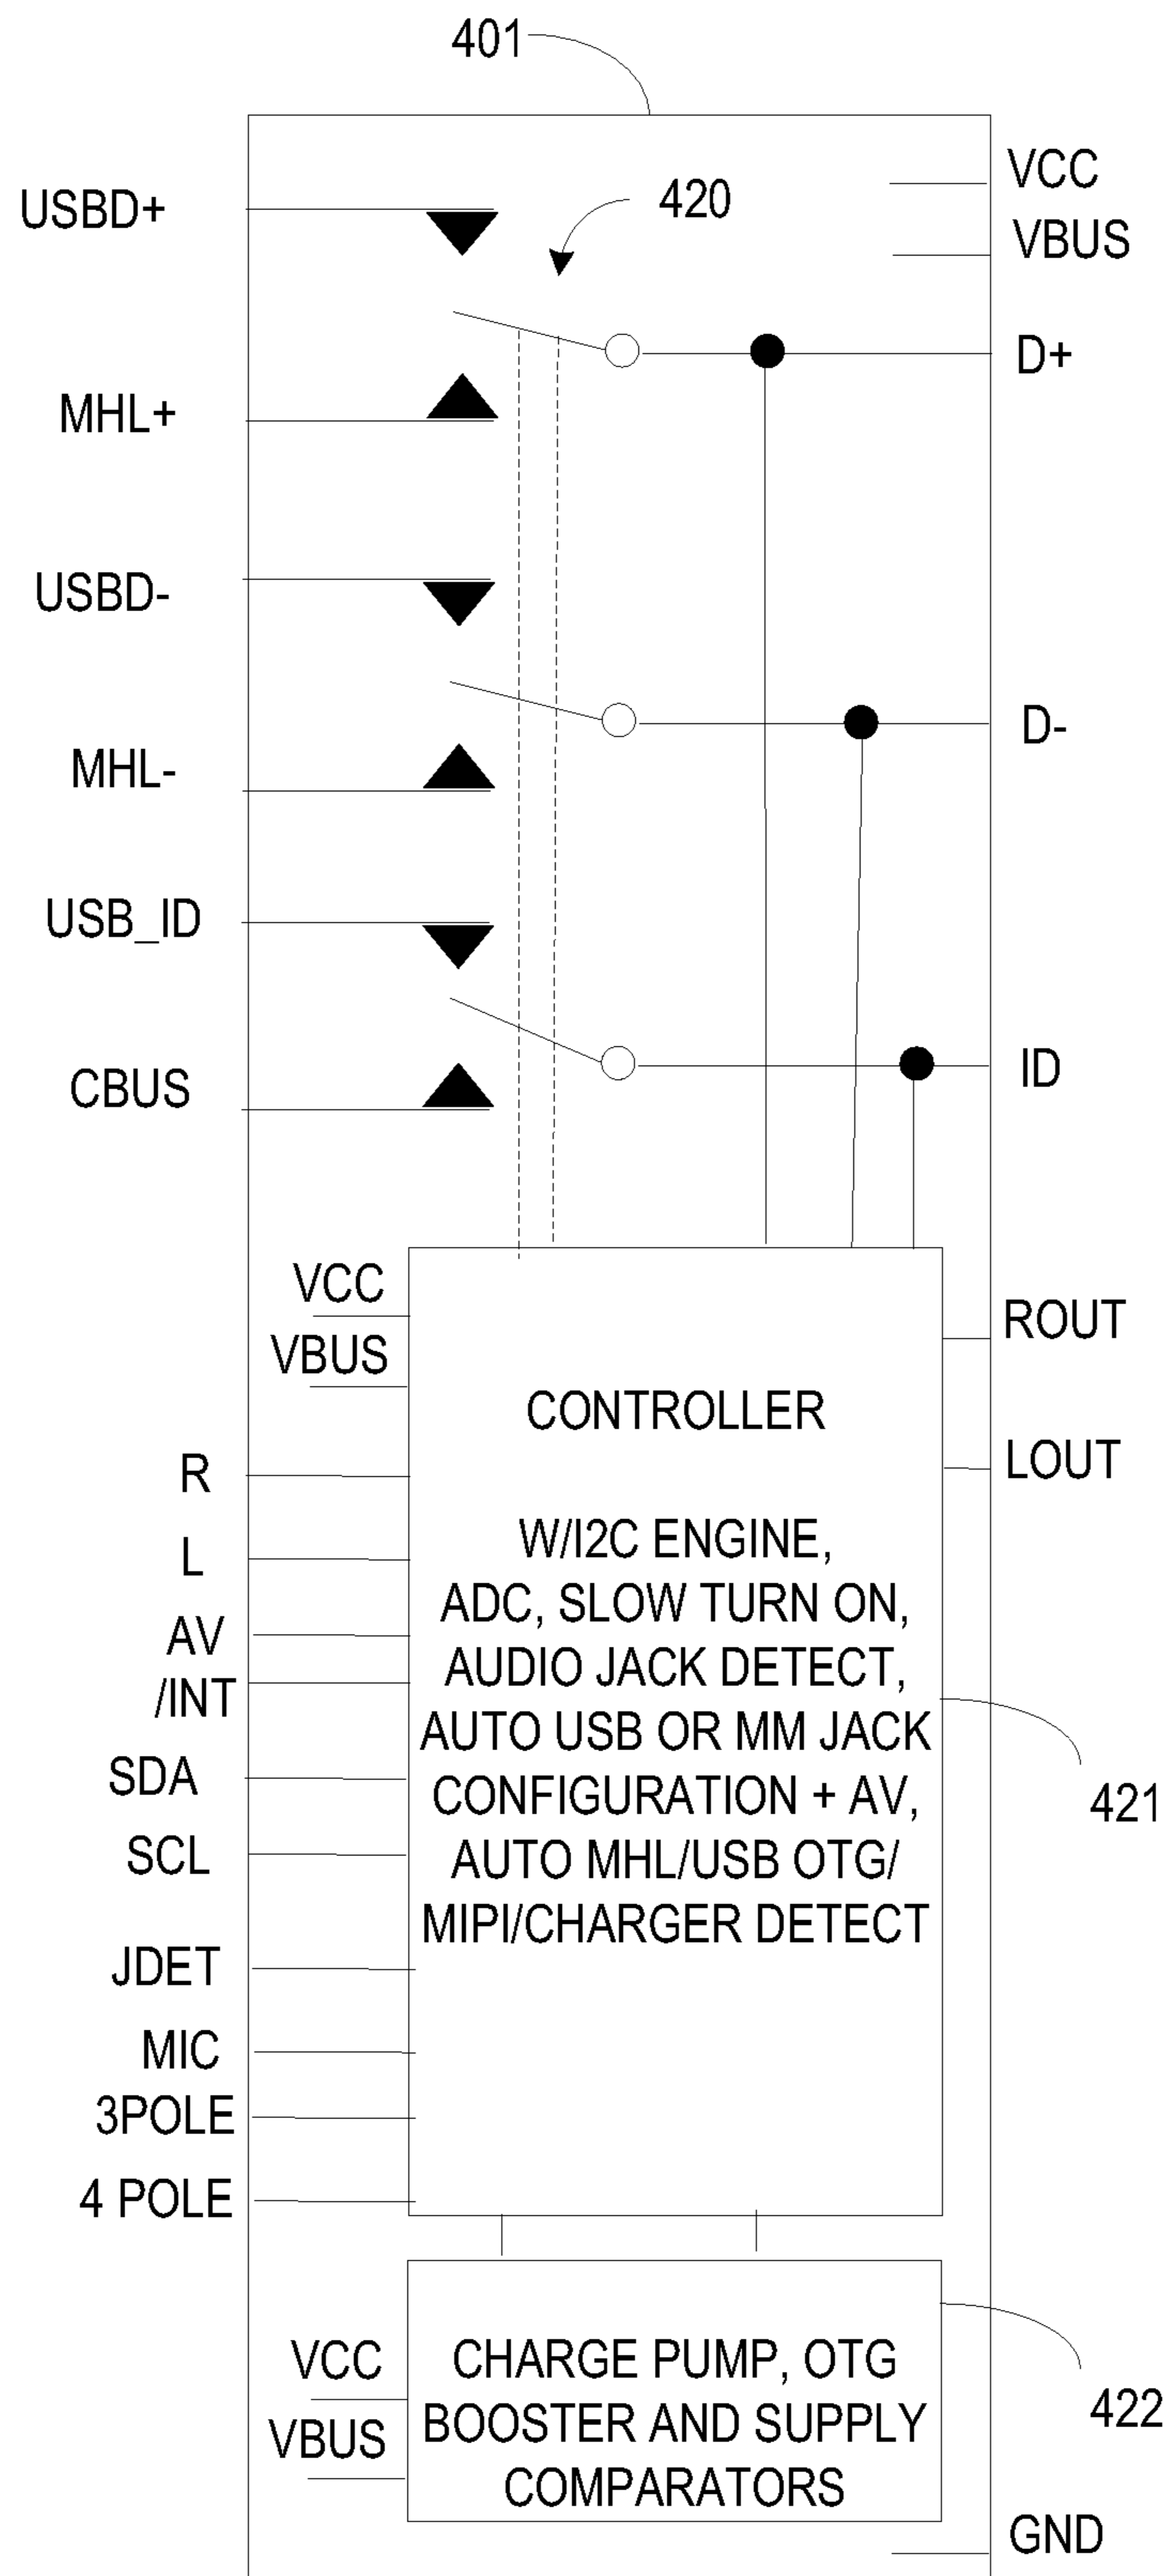 401
VCC
USBD+
420
VBUS
D+
MHL+
USBD-
D-
MHL-
USB_ID
ID
CBUS
VCC
ROUT
VBUS
CONTROLLER
LOUT
R
W/I2C ENGINE,
L
ADC, SLOW TURN ON,
AV
AUDIO JACK DETECT,
/INT
AUTO USB OR MM JACK
SDA
CONFIGURATION + AV,
421
SCL
AUTO MHL/USB OTG/
MIPI/CHARGER DETECT
JDET
MIC
3POLE
4 POLE
VCC
CHARGE PUMP, OTG
422
VBUS
BOOSTER AND SUPPLY
COMPARATORS
GND